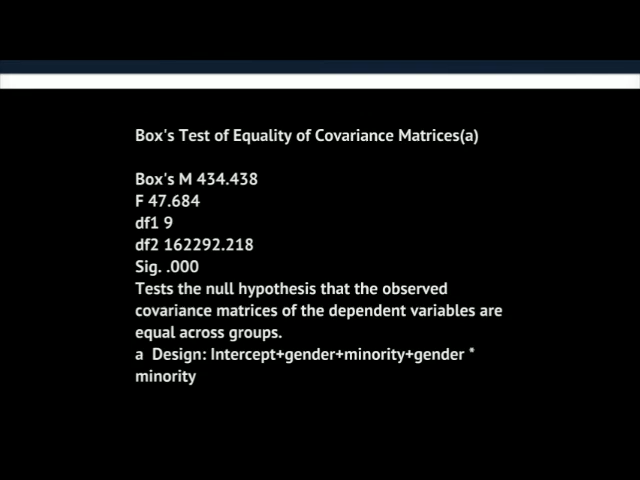 Box's Test of Equality of Covariance Matrices(a)
Box's M 434.438
F 47.684
df1 9
df2 162292.218
Sig. .000
Tests the null hypothesis that the observed
covariance matrices of the dependent variables are
equal across groups.
a  Design: Intercept+gender+minority+gender *
minority